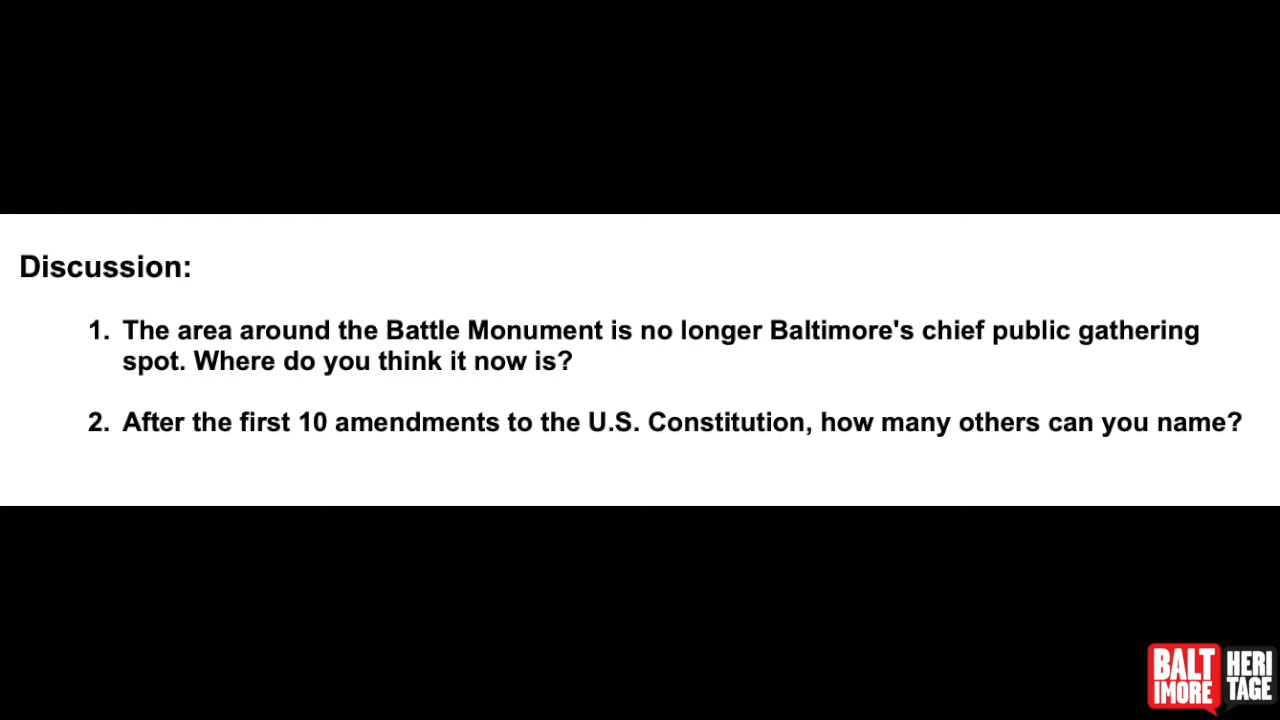 Discussion:
1. The area around the Battle Monument is no longer Baltimore's chief public gathering
spot. Where do you think it now is?
2. After the first 10 amendments to the U.S. Constitution, how many others can you name?
BALT HERI
IMORE TAGE